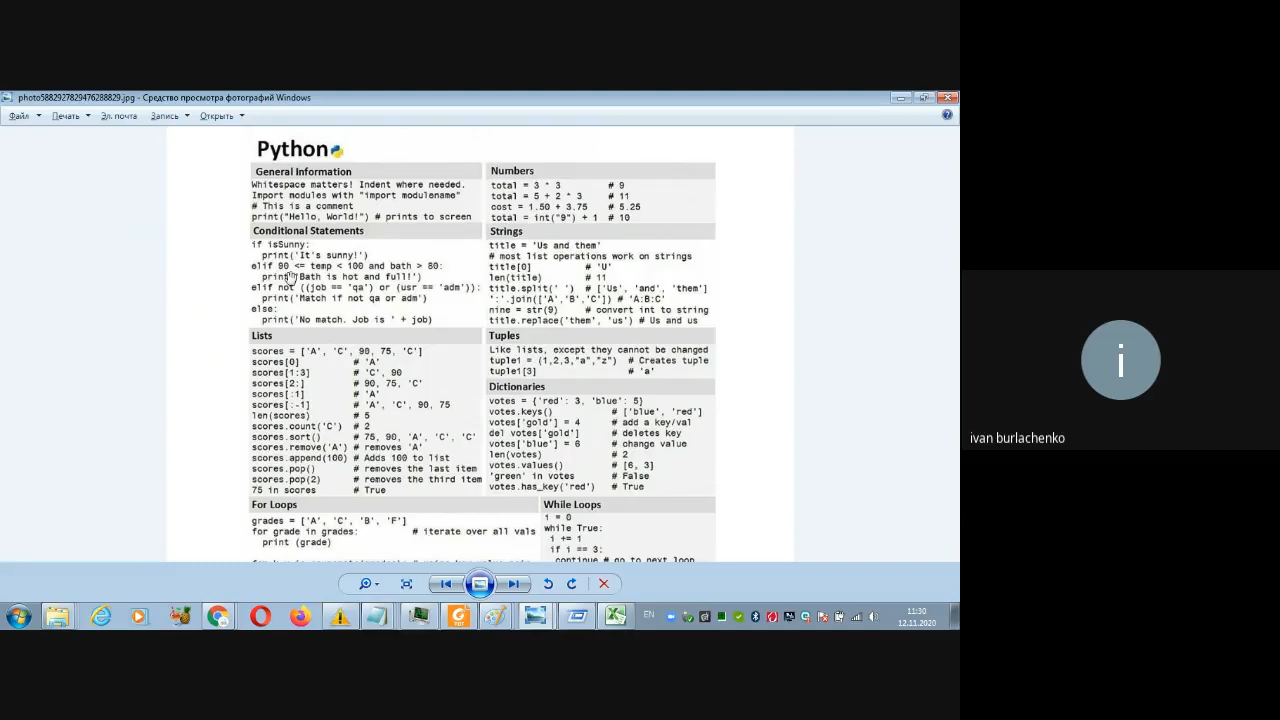 photo5882927829476288829.jpg - Средство просмотра фотографий Windows
Файл Печать Эл. почта Запись Открыть
Python
General Information
Whitespace matters! Indent where needed.
Import modules with "import modulename"
# This is a comment
print("Hello, World!") # prints to screen
Conditional Statements
if isSunny:
print('It's sunny!')
elif 90 <= temp < 100 and bath > 80:
print('Bath is hot and full!')
elif not ((job == 'qa') or (usr == 'adm')):
print('Match if not qa or adm')
else:
print('No match. Job is ' + job)
Lists
scores = ['A', 'C', 90, 75, 'C']
scores[0] # 'A'
scores[1:3] # 'C', 90
scores[2:] # 90, 75, 'C'
scores[:1] # 'A'
scores[:-1] # 'A', 'C', 90, 75
len(scores) # 5
scores.count('C') # 2
scores.sort() # 75, 90, 'A', 'C', 'C'
scores.remove('A') # removes 'A'
scores.append(100) # Adds 100 to list
scores.pop() # removes the last item
scores.pop(2) # removes the third item
75 in scores # True
For Loops
grades = ['A', 'C', 'B', 'F']
for grade in grades: # iterate over all vals
print (grade)
Numbers
total = 3 * 3 # 9
total = 5 + 2 * 3 # 11
cost = 1.50 + 3.75 # 5.25
total = int("9") + 1 # 10
Strings
title = 'Us and them'
# most list operations work on strings
title[0] # 'U'
len(title) # 11
title.split(' ') # ['Us', 'and', 'them']
':'.join(['A','B','C']) # 'A:B:C'
nine = str(9) # convert int to string
title.replace('them', 'us') # Us and us
Tuples
Like lists, except they cannot be changed
tuple1 = (1,2,3,"a","z") # Creates tuple
tuple1[3] # 'a'
Dictionaries
votes = {'red': 3, 'blue': 5}
votes.keys() # ['blue', 'red']
votes['gold'] = 4 # add a key/val
del votes['gold'] # deletes key
votes['blue'] = 6 # change value
len(votes) # 2
votes.values() # [6, 3]
'green' in votes # False
votes.has_key('red') # True
While Loops
i = 0
while True:
i += 1
if i == 3:
continue # go to next loop
EN
11:30
12.11.2020
i
ivan burlachenko